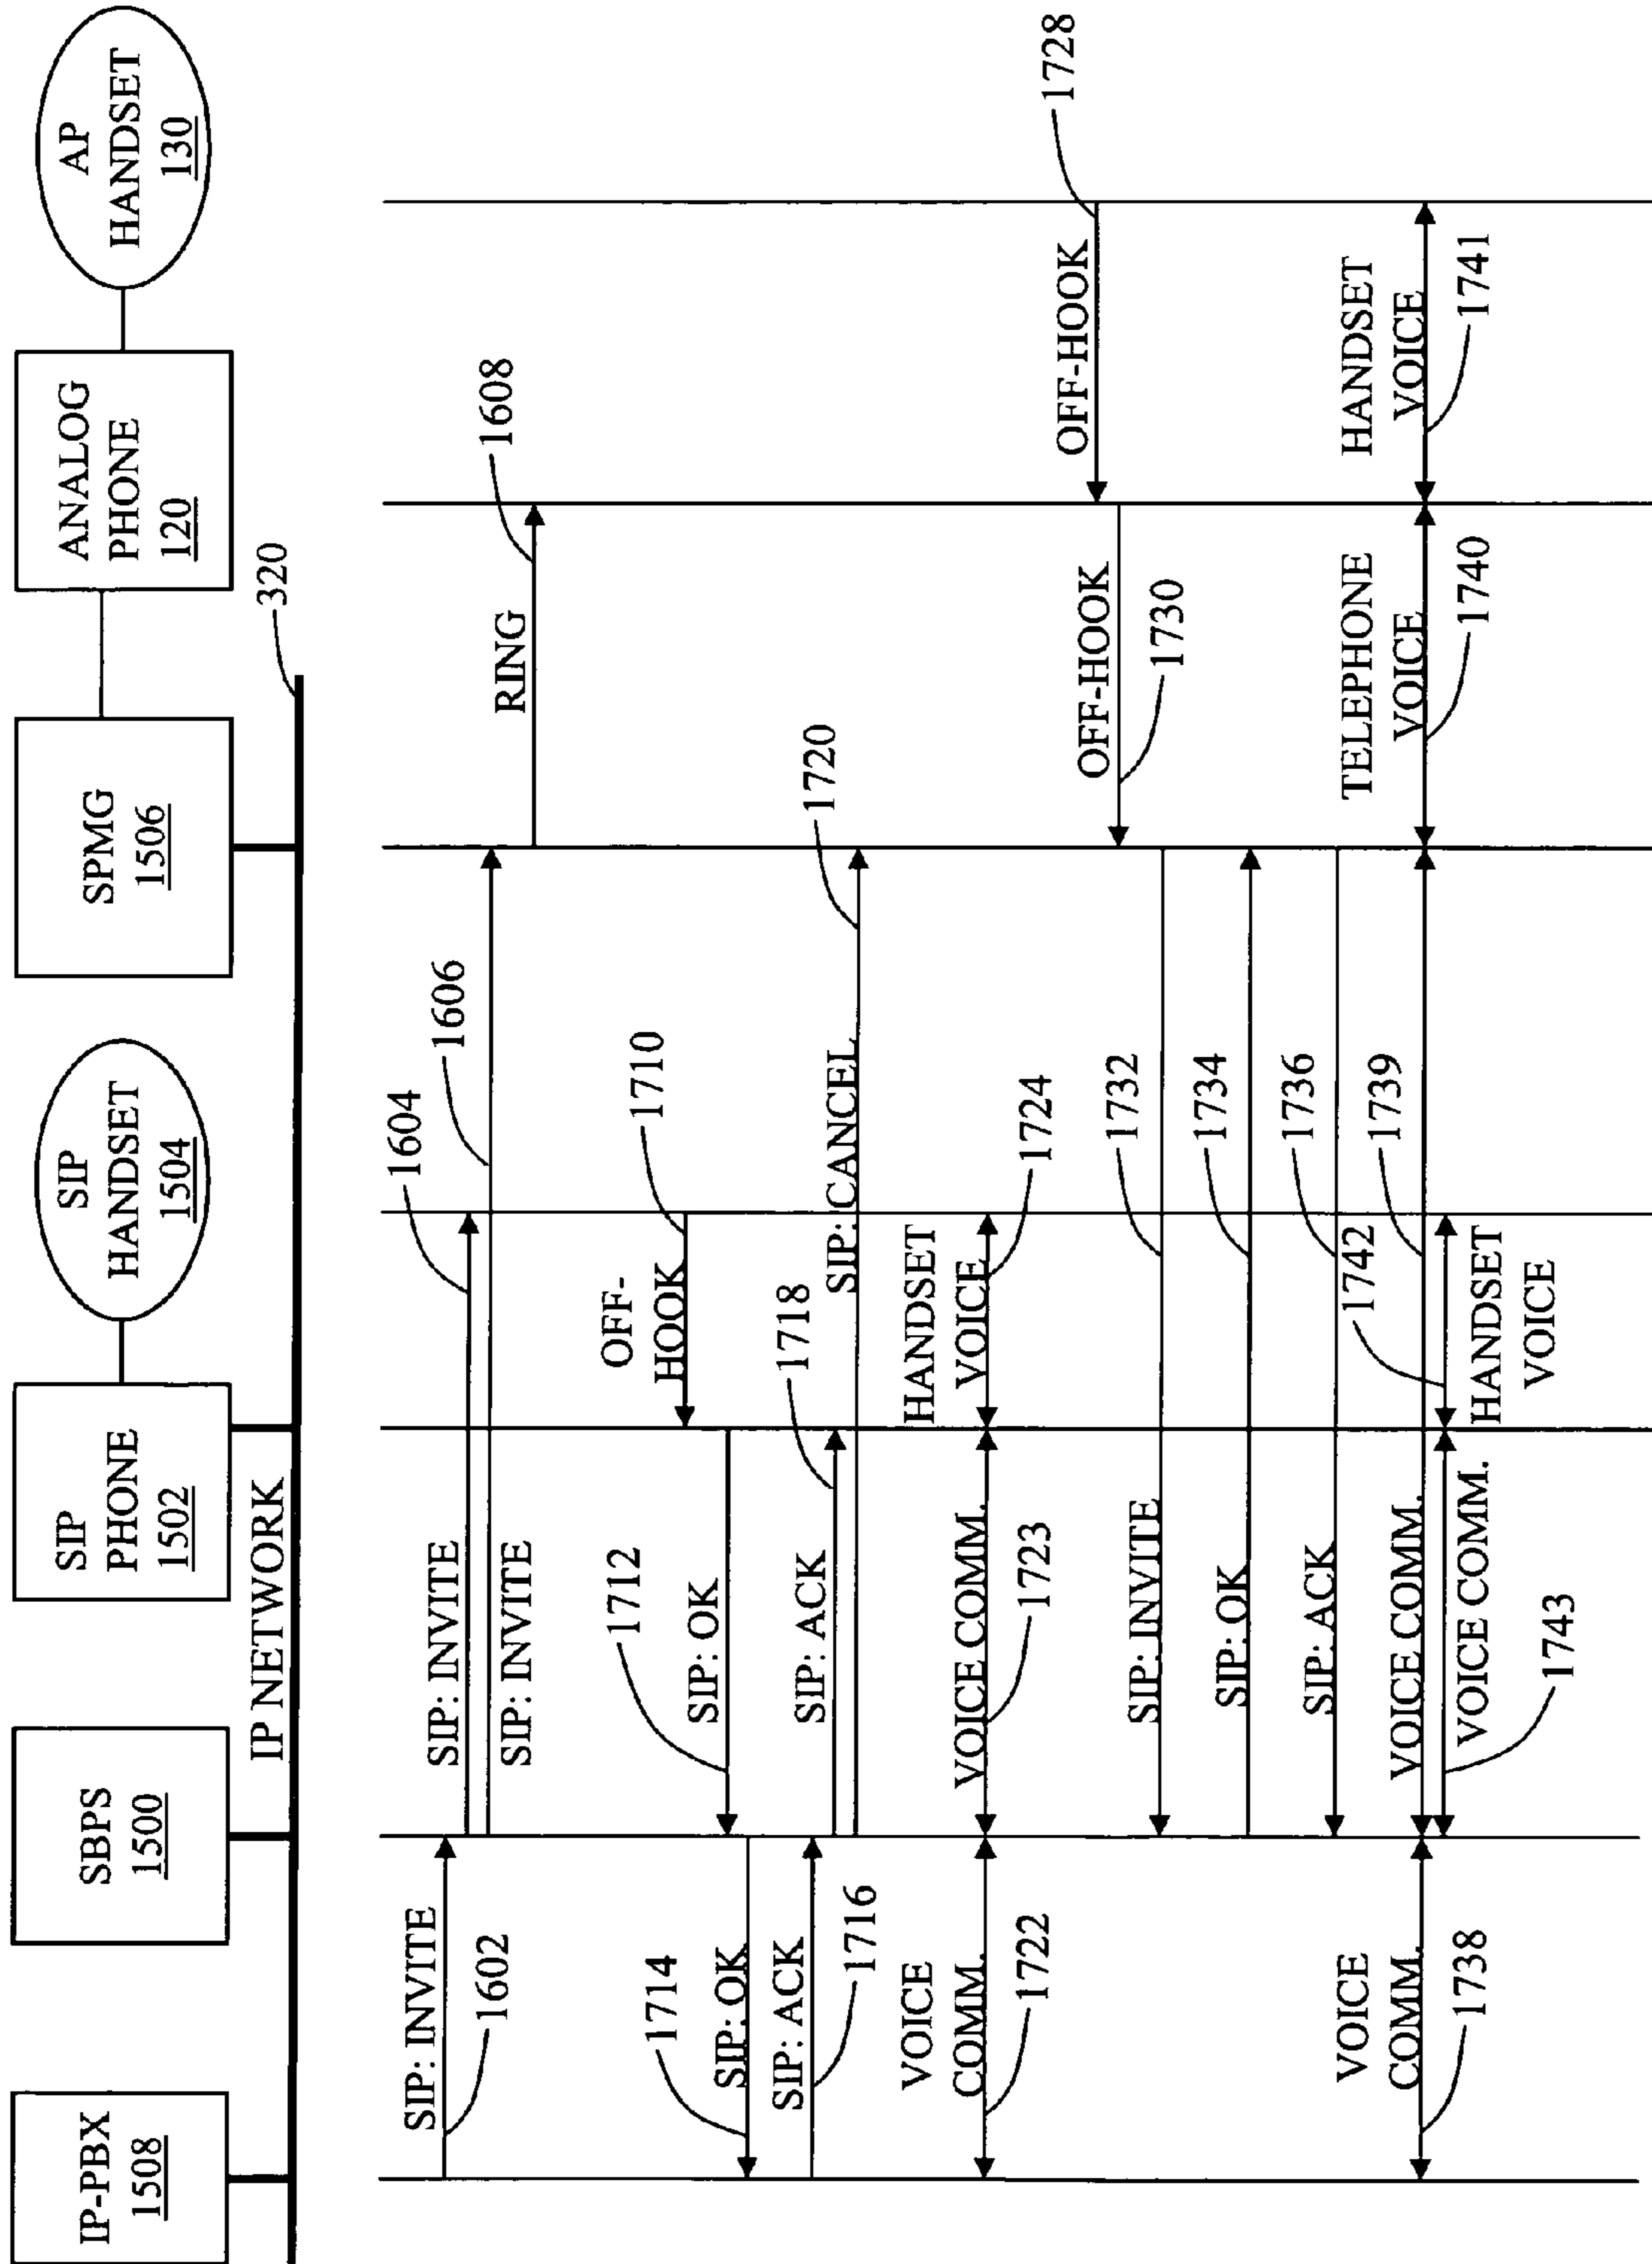 IP-PBX
1508
SBPS
1500
SIP
PHONE
1502
SIP
HANDSET
1504
SPMG
1506
ANALOG
PHONE
120
AP
HANDSET
130
IP NETWORK
320
SIP: INVITE
1602
SIP: INVITE
1604
SIP: INVITE
1606
RING
1608
OFF-
HOOK
1710
1712
SIP: OK
1714
SIP: OK
SIP: ACK
1716
SIP: ACK
1718
SIP: CANCEL
1720
VOICE
COMM.
1722
VOICE COMM.
1723
HANDSET
VOICE
1724
OFF-HOOK
1728
OFF-HOOK
1730
SIP: INVITE
1732
SIP: OK
1734
SIP: ACK
1736
VOICE
COMM.
1738
VOICE COMM.
1739
TELEPHONE
VOICE
1740
HANDSET
VOICE
1741
VOICE COMM.
1743
1742
HANDSET
VOICE